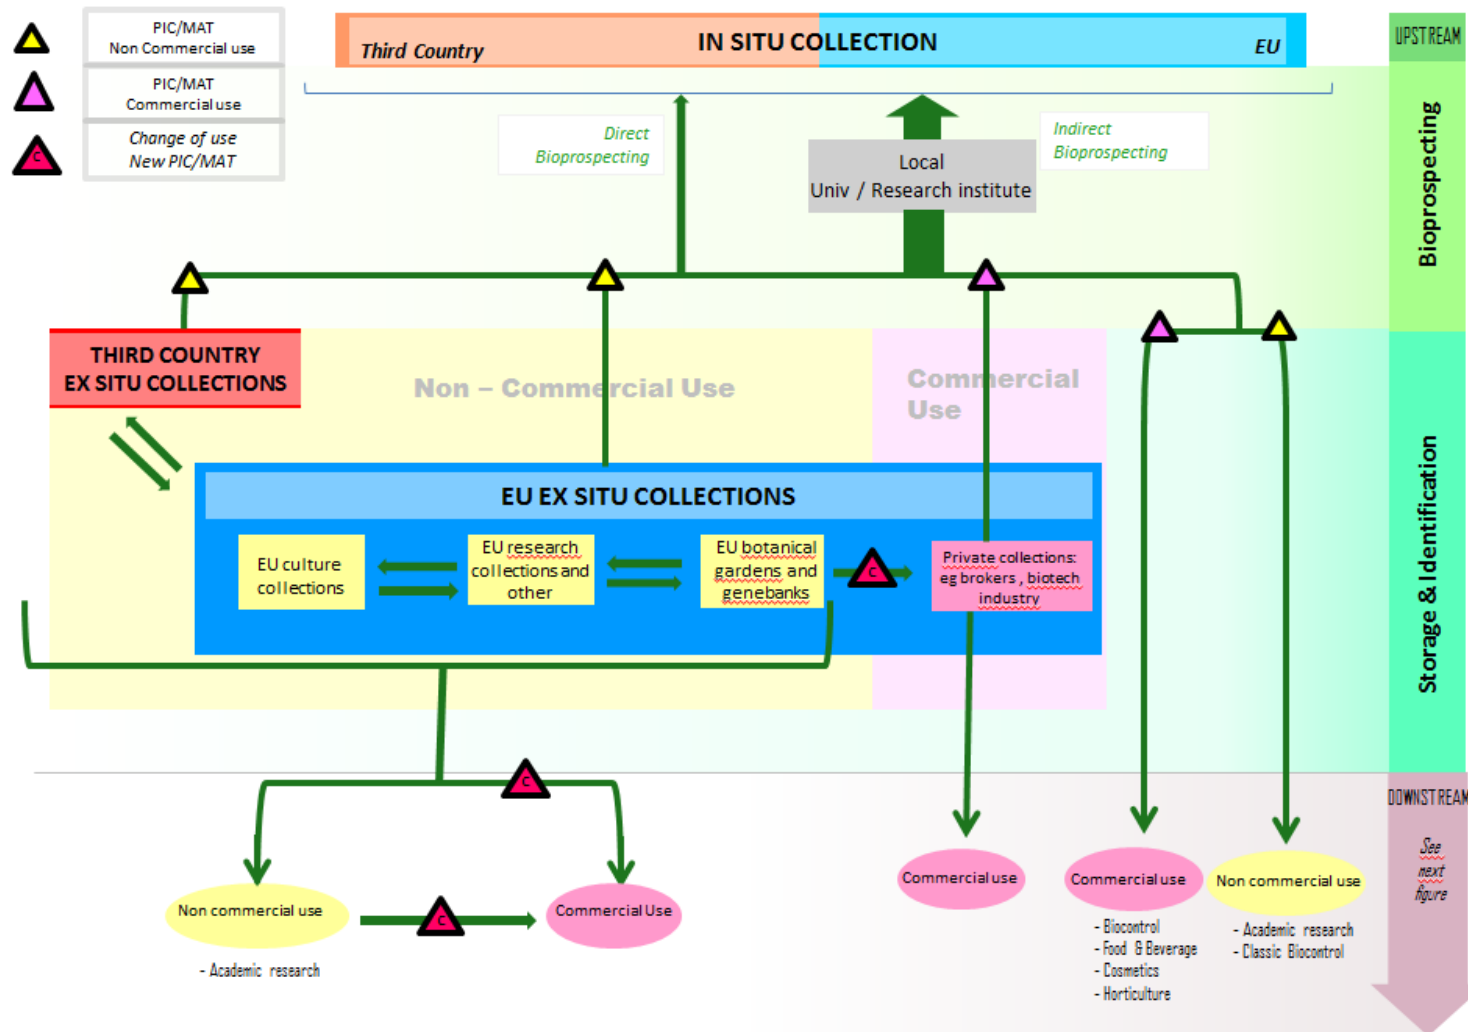 PIC/MAT
Non Commercial use
PIC/MAT
Commercial use
C
Change of use
New PIC/MAT
Third Country
IN SITU COLLECTION
EU
UPSTREAM
Bioprospecting
Direct
Bioprospecting
Indirect
Bioprospecting
Local
Univ / Research institute
THIRD COUNTRY
EX SITU COLLECTIONS
Non – Commercial Use
Commercial
Use
Storage & Identification
EU EX SITU COLLECTIONS
EU culture
collections
EU research
collections and
other
EU botanical
gardens and
genebanks
C
Private collections:
eg brokers , biotech
industry
C
DOWNSTREAM
See
next
figure
Non commercial use
C
Commercial Use
Commercial use
Commercial use
Non commercial use
- Academic research
- Biocontrol
- Food & Beverage
- Cosmetics
- Horticulture
- Academic research
- Classic Biocontrol